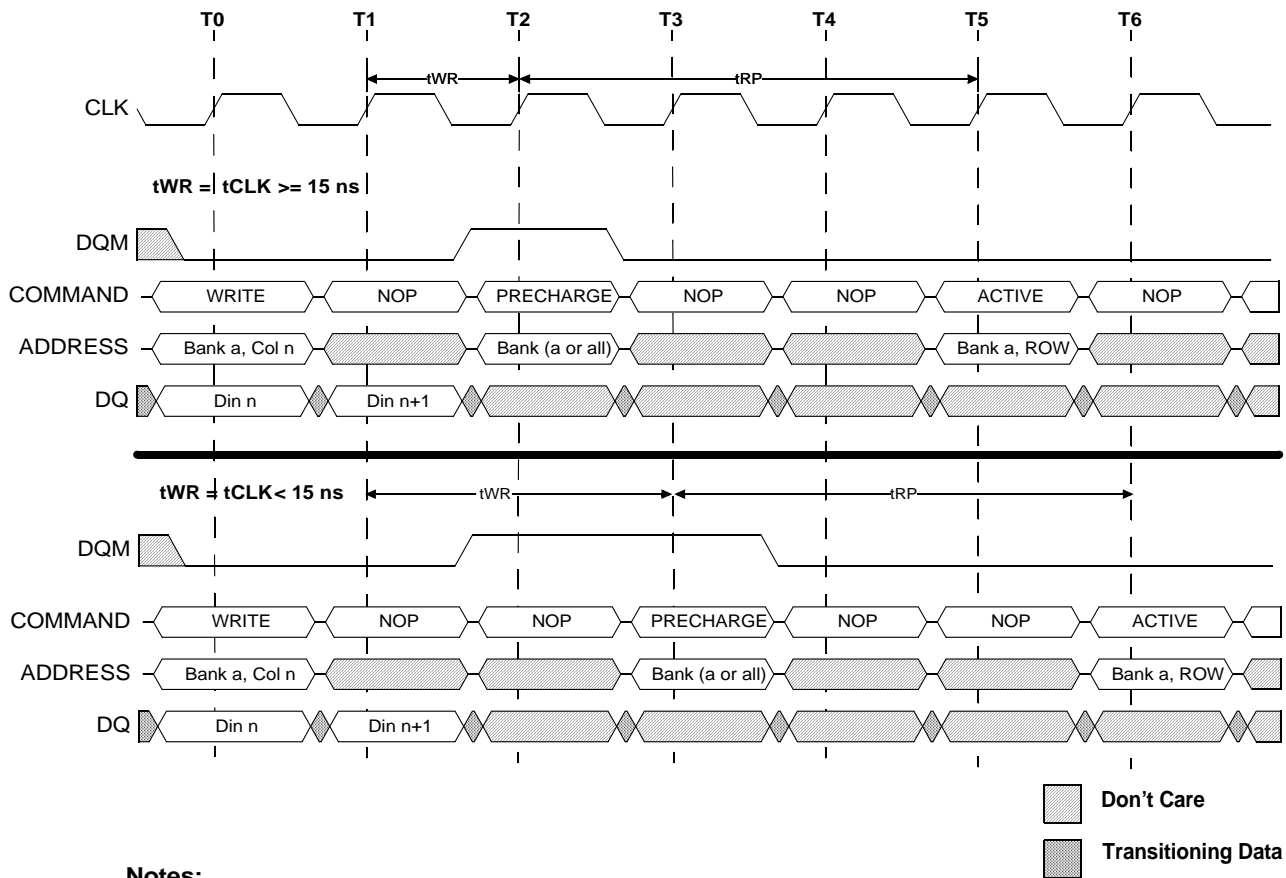 T0 T1 T2 T3 T4 T5 T6
tWR tRP
CLK
tWR = tCLK >= 15 ns
DQM
COMMAND WRITE NOP PRECHARGE NOP NOP ACTIVE NOP
ADDRESS Bank a, Col n Bank (a or all) Bank a, ROW
DQ Din n Din n+1
tWR = tCLK< 15 ns tWR tRP
DQM
COMMAND WRITE NOP NOP PRECHARGE NOP NOP ACTIVE
ADDRESS Bank a, Col n Bank (a or all) Bank a, ROW
DQ Din n Din n+1
Don't Care
Transitioning Data
Notes: